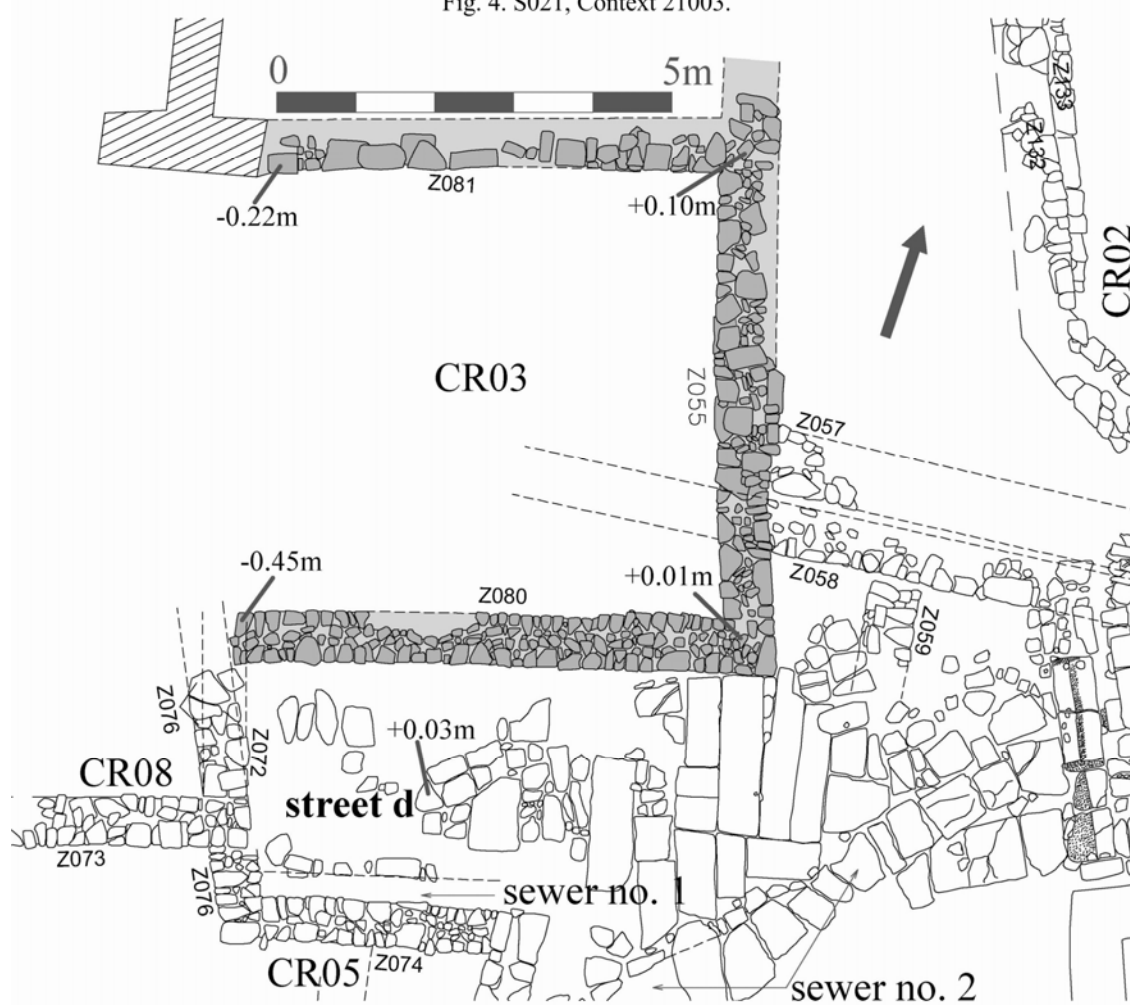 Fig. 4. S021, Context 21003.
0 5m
Z133
Z132
Z081
-0.22m
+0.10m
CR02
CR03
Z055
Z057
-0.45m
Z080
+0.01m
Z058
Z059
Z076
Z072
+0.03m
CR08
street d
Z073
Z076
sewer no. 1
Z074
CR05
sewer no. 2